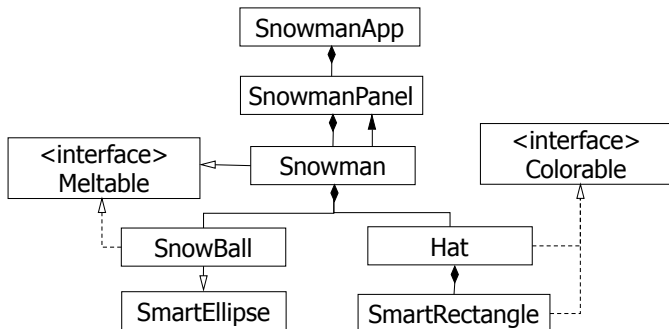 SnowmanApp
SnowmanPanel
<interface>
Meltable
Snowman
<interface>
Colorable
SnowBall
Hat
SmartEllipse
SmartRectangle